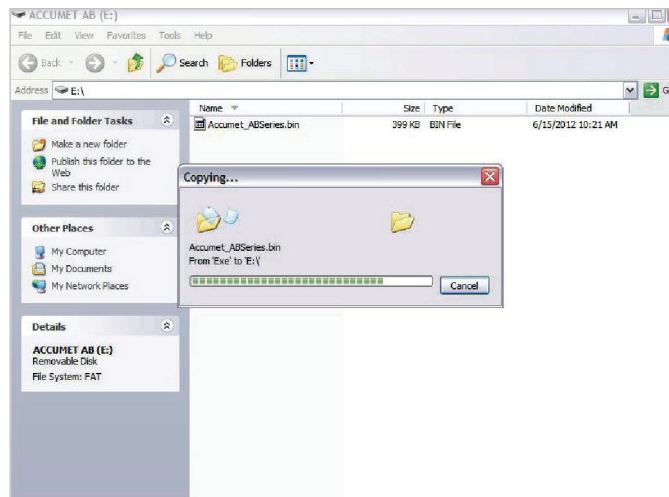 ACCUMET AB (E:)
File Edit View Favorites Tools Help
Back Search Folders
Address E:\ G
Name Size Type Date Modified
File and Folder Tasks
Accumet_ABSeries.bin 399 KB BIN File 6/15/2012 10:21 AM
Make a new folder
Publish this folder to the
Web
Share this folder
Copying...
Accumet_ABSeries.bin
From 'Exe' to 'E:\'
Cancel
Other Places
My Computer
My Documents
My Network Places
Details
ACCUMET AB (E:)
Removable Disk
File System: FAT